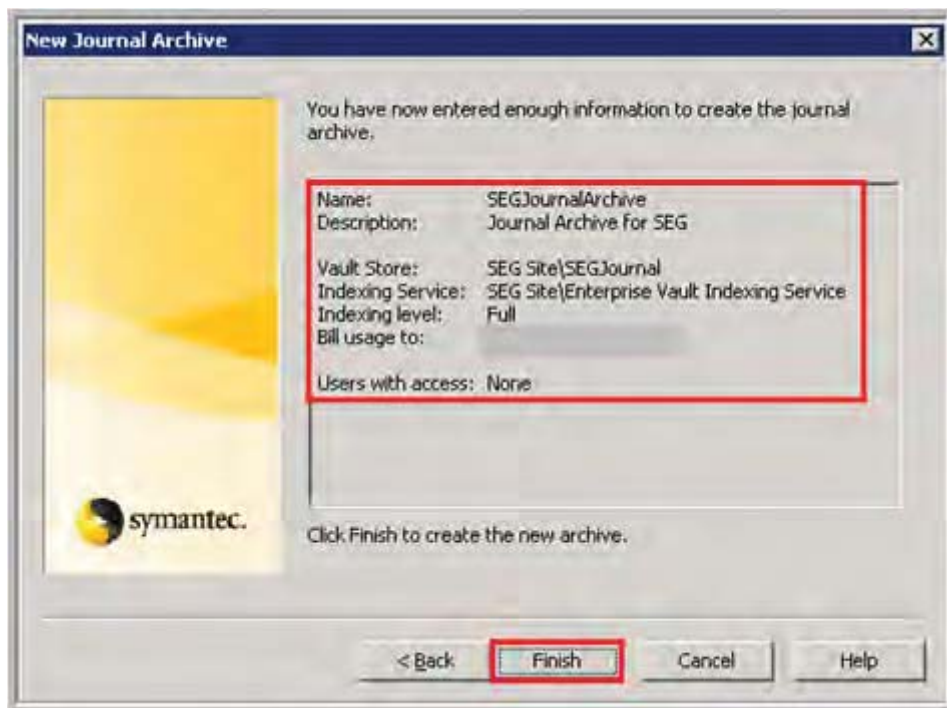 New Journal Archive
You have now entered enough information to create the journal
archive.
Name: SEGJournalArchive
Description: Journal Archive for SEG
Vault Store: SEG Site\SEGJournal
Indexing Service: SEG Site\Enterprise Vault Indexing Service
Indexing level: Full
Bill usage to:
Users with access: None
symantec.
Click Finish to create the new archive.
< Back Finish Cancel Help